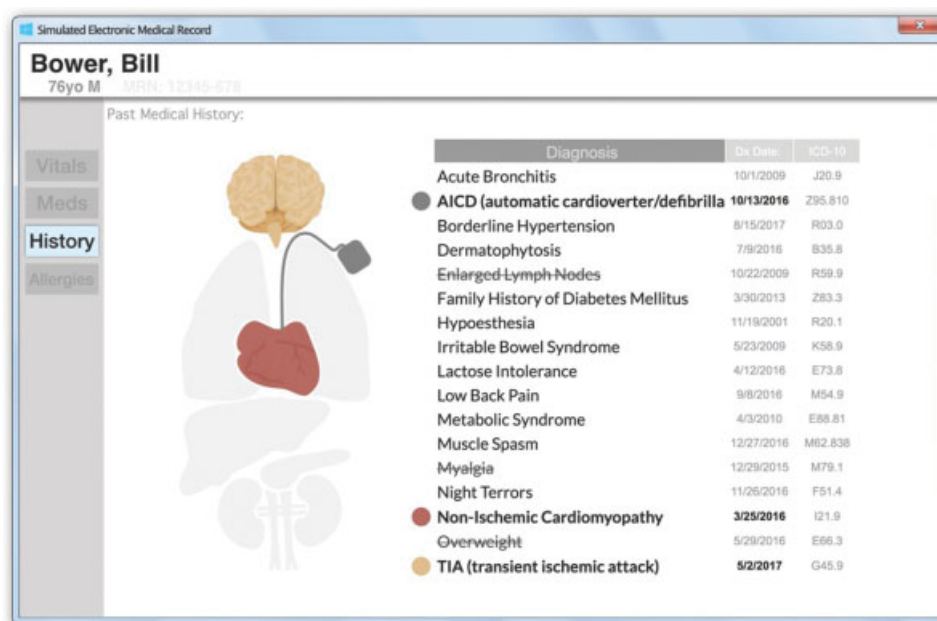 Simulated Electronic Medical Record
Bower, Bill
76yo M MRN: 12345-678
Past Medical History:
Vitals
Meds
History
Allergies
Diagnosis Dx Date: ICD-10
Acute Bronchitis 10/1/2009 J20.9
AICD (automatic cardioverter/defibrilla 10/13/2016 Z95.810
Borderline Hypertension 8/15/2017 R03.0
Dermatophytosis 7/9/2016 B35.8
Enlarged Lymph Nodes 10/22/2009 R59.9
Family History of Diabetes Mellitus 3/30/2013 Z83.3
Hypoesthesia 11/19/2001 R20.1
Irritable Bowel Syndrome 5/23/2009 K58.9
Lactose Intolerance 4/12/2016 E73.8
Low Back Pain 9/8/2016 M54.9
Metabolic Syndrome 4/3/2010 E88.81
Muscle Spasm 12/27/2016 M62.838
Myalgia 12/29/2015 M79.1
Night Terrors 11/26/2016 F51.4
Non-Ischemic Cardiomyopathy 3/25/2016 I21.9
Overweight 5/29/2016 E66.3
TIA (transient ischemic attack) 5/2/2017 G45.9